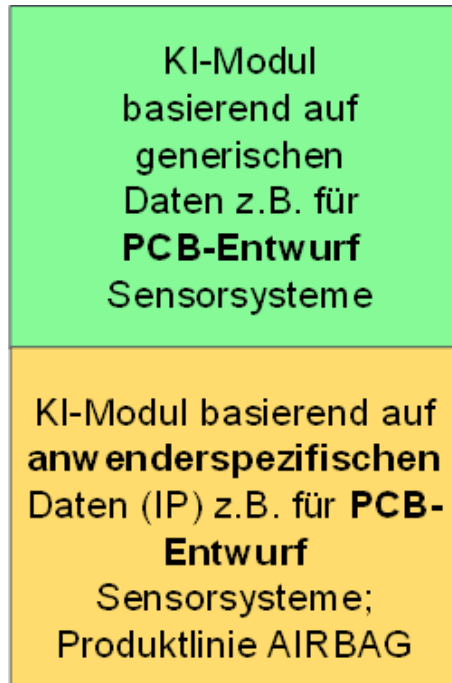 KI-Modul
basierend auf
generischen
Daten z.B. für
PCB-Entwurf
Sensorsysteme
KI-Modul basierend auf
anwenderspezifischen
Daten (IP) z.B. für PCB-
Entwurf
Sensorsysteme;
Produktlinie AIRBAG